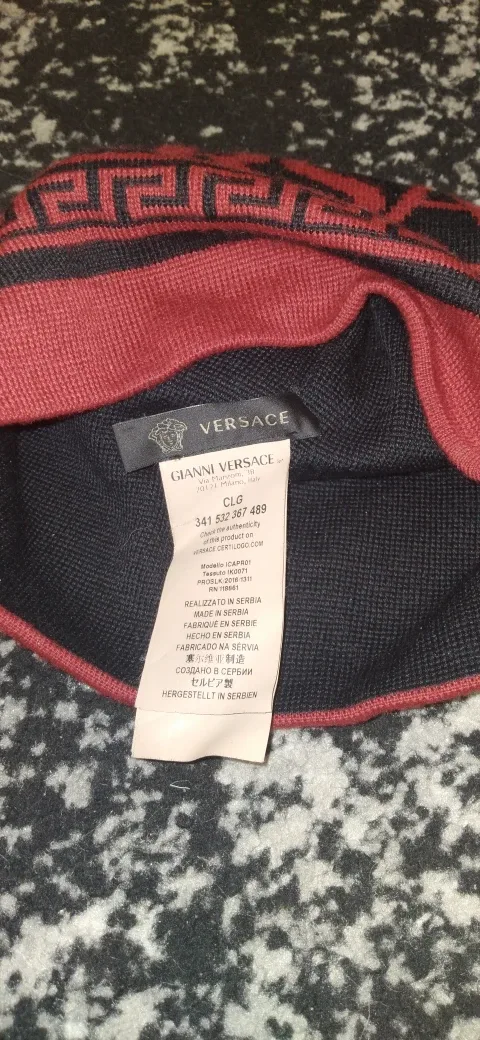 VERSACE
GIANNI VERSACE
Via Manzoni, 38
20121 Milano, Italy
CLG
341 532 367 489
Check the authenticity
of this product on
VERSACE.CERTILOGO.COM
Modello ICAPR01
Tessuto IK0071
PROSLK/2016-1311
RN 118661
REALIZZATO IN SERBIA
MADE IN SERBIA
FABRIQUÉ EN SERBIE
HECHO EN SERBIA
FABRICADO NA SÉRVIA
塞尔维亚制造
СОЗДАНО В СЕРБИИ
セルビア製
HERGESTELLT IN SERBIEN